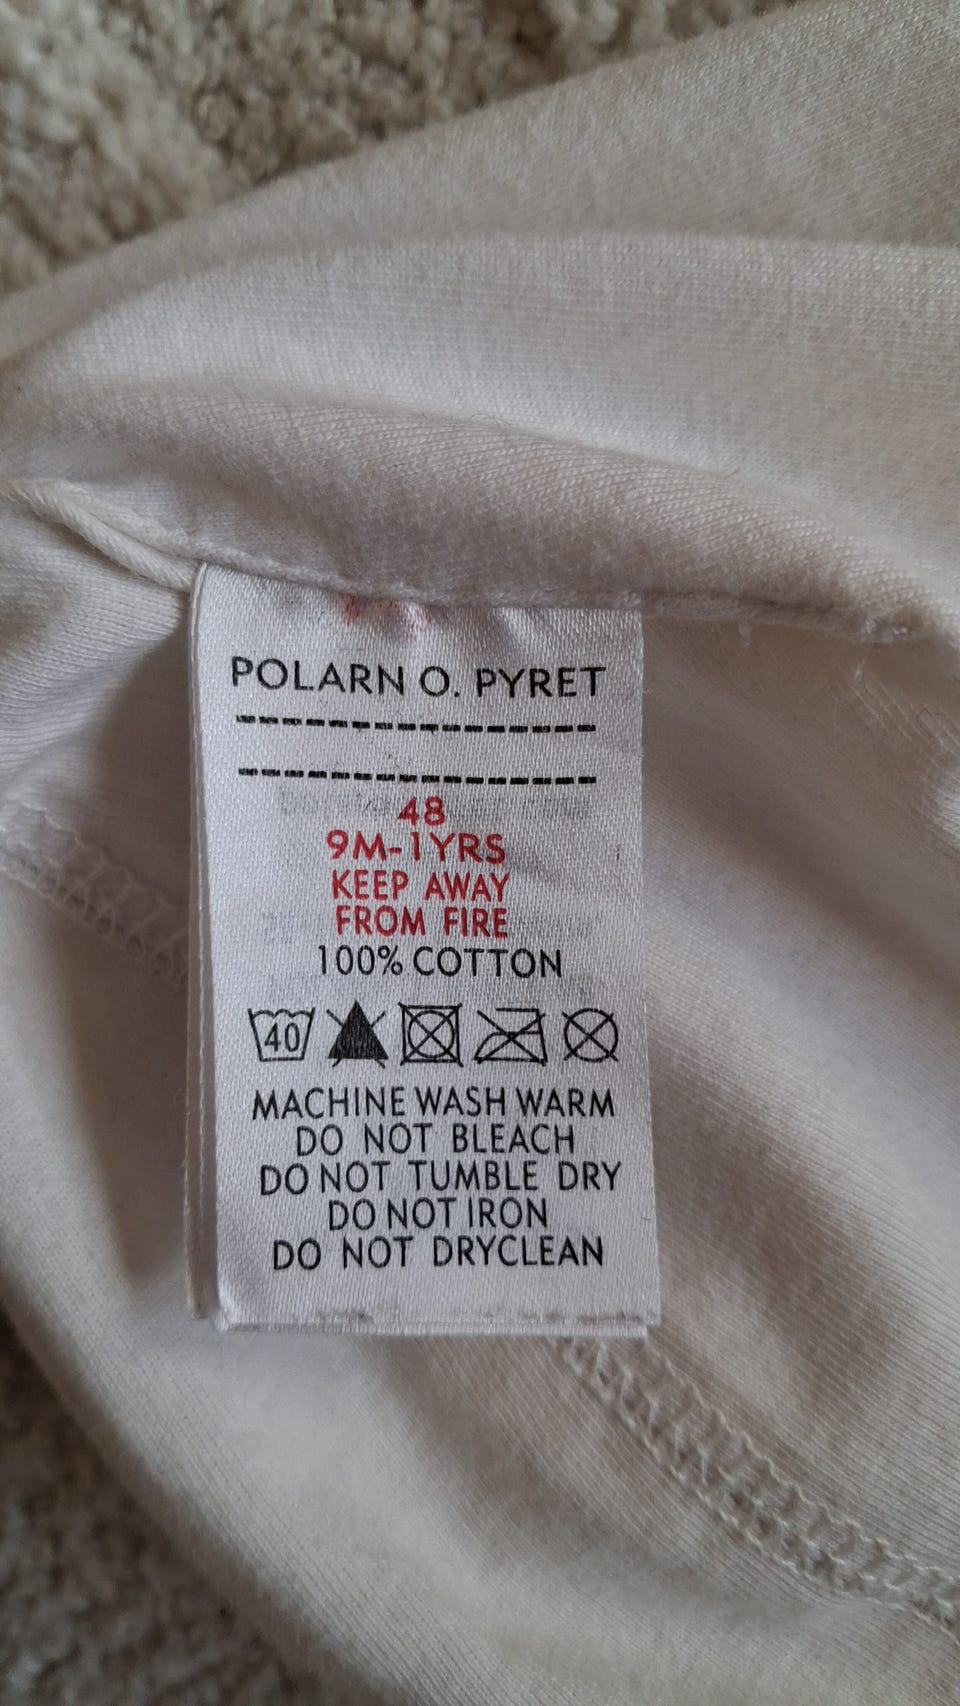 POLARN O. PYRET
48
9M-1YRS
KEEP AWAY
FROM FIRE
100% COTTON
40
MACHINE WASH WARM
DO NOT BLEACH
DO NOT TUMBLE DRY
DO NOT IRON
DO NOT DRYCLEAN